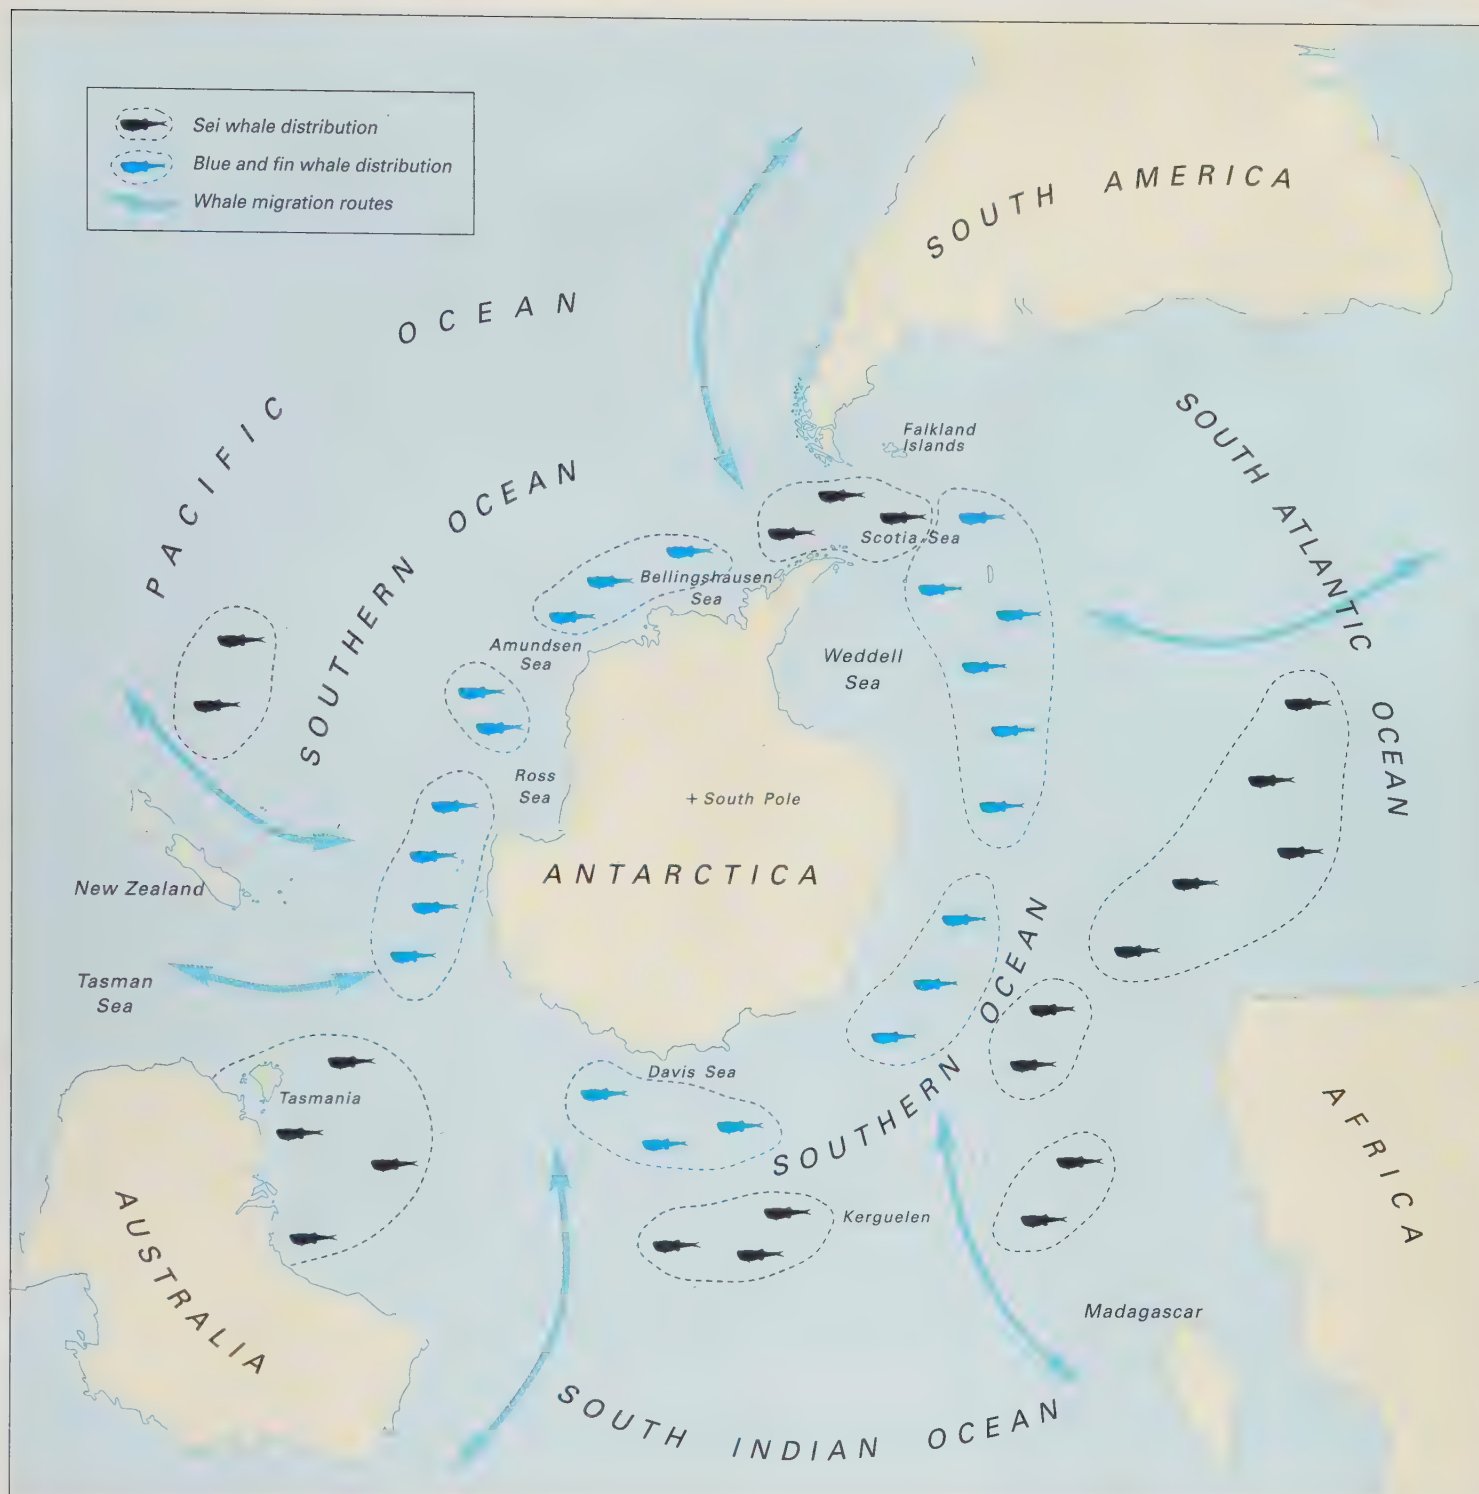 Sei whale distribution
Blue and fin whale distribution
Whale migration routes
SOUTH AMERICA
PACIFIC OCEAN
SOUTHERN OCEAN
Falkland
Islands
SOUTH ATLANTIC OCEAN
Scotia Sea
Bellingshausen
Sea
Amundsen
Sea
Weddell
Sea
Ross
Sea
+ South Pole
ANTARCTICA
New Zealand
Tasman
Sea
Davis Sea
Tasmania
SOUTHERN OCEAN
Kerguelen
AUSTRALIA
AFRICA
Madagascar
SOUTH INDIAN OCEAN